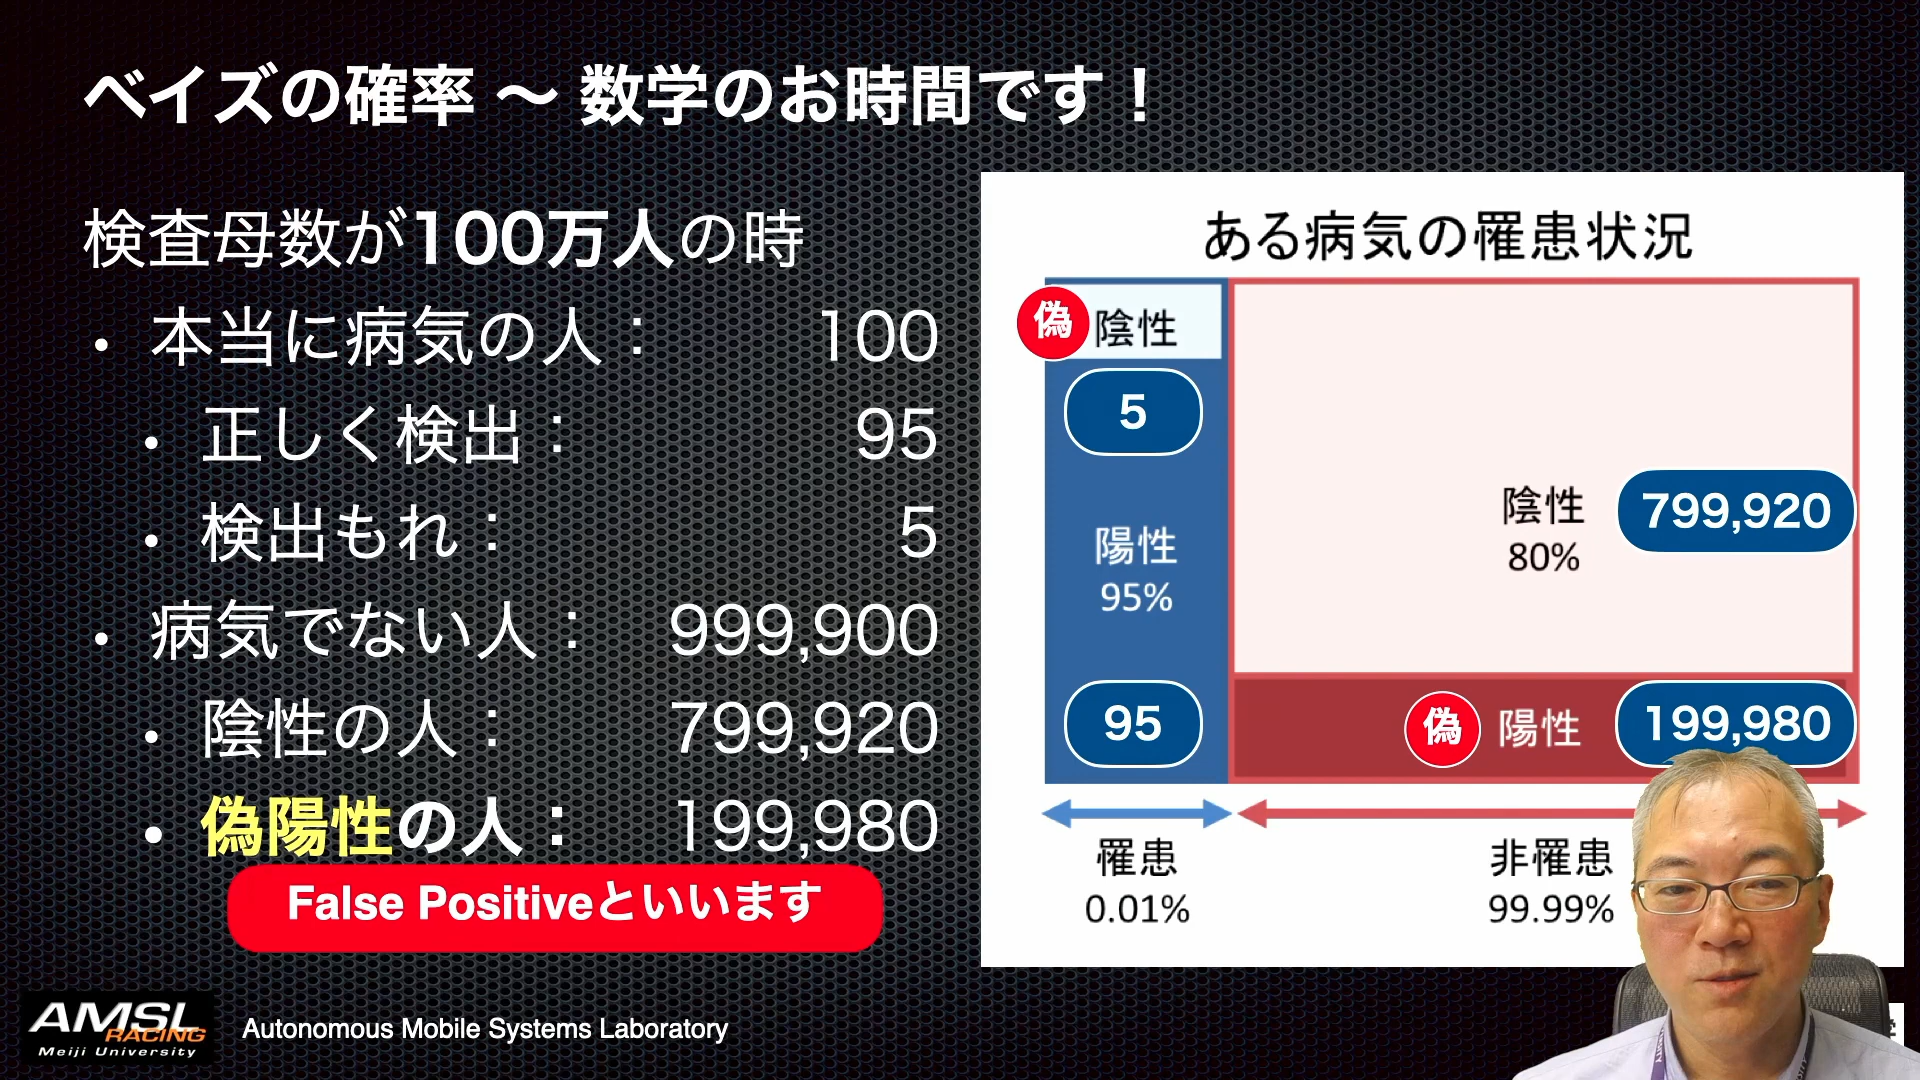 ベイズの確率 〜 数学のお時間です！
検査母数が100万人の時
• 本当に病気の人： 100
• 正しく検出： 95
• 検出もれ： 5
• 病気でない人： 999,900
• 陰性の人： 799,920
• 偽陽性の人： 199,980
False Positiveといいます
ある病気の罹患状況
偽 陰性
5
陽性
95%
95
陰性
80%
799,920
偽 陽性 199,980
罹患
0.01%
非罹患
99.99%
AMSL
RACING
Meiji University
Autonomous Mobile Systems Laboratory